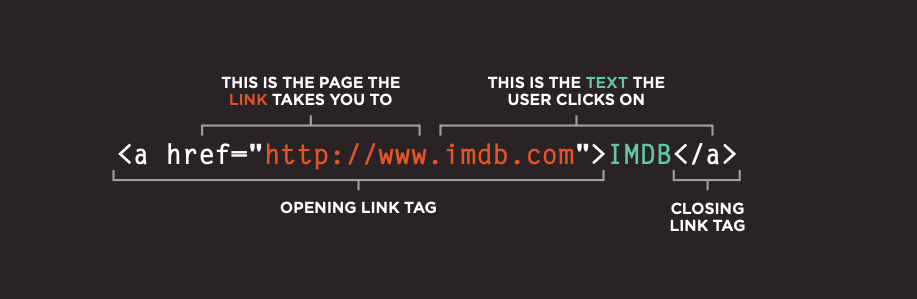 THIS IS THE PAGE THE
LINK TAKES YOU TO
THIS IS THE TEXT THE
USER CLICKS ON
<a href="http://www.imdb.com">IMDB</a>
OPENING LINK TAG
CLOSING
LINK TAG